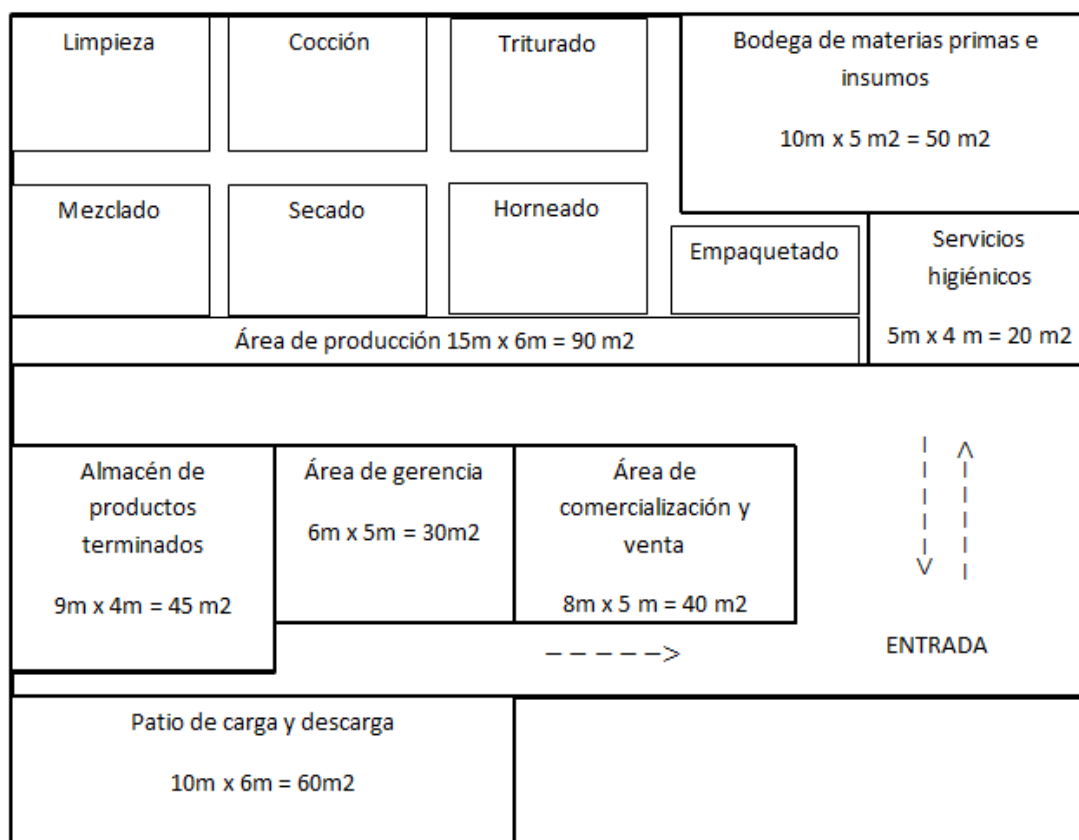 Limpieza
Cocción
Triturado
Bodega de materias primas e
insumos
10m x 5 m2 = 50 m2
Mezclado
Secado
Horneado
Empaquetado
Servicios
higiénicos
5m x 4 m = 20 m2
Área de producción 15m x 6m = 90 m2
Almacén de
productos
terminados
9m x 4m = 45 m2
Área de gerencia
6m x 5m = 30m2
Área de
comercialización y
venta
8m x 5 m = 40 m2
ENTRADA
Patio de carga y descarga
10m x 6m = 60m2